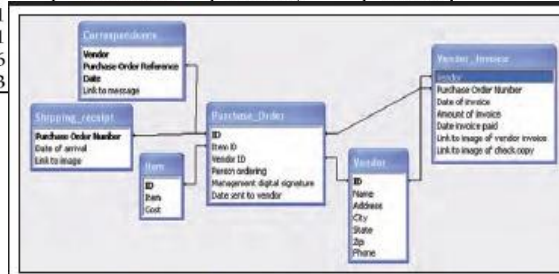 Correspondence
Vendor
Purchase Order Reference
Date
Link to message
Vendor_Invoice
Vendor
Purchase Order Number
Date of invoice
Amount of invoice
Date invoice paid
Link to image of vendor invoice
Link to image of check copy
Shipping_receipt
Purchase Order Number
Date of arrival
Link to image
Purchase_Order
ID
Item ID
Vendor ID
Person ordering
Management digital signature
Date sent to vendor
Item
ID
Item
Cost
Vendor
ID
Name
Address
City
State
Zip
Phone